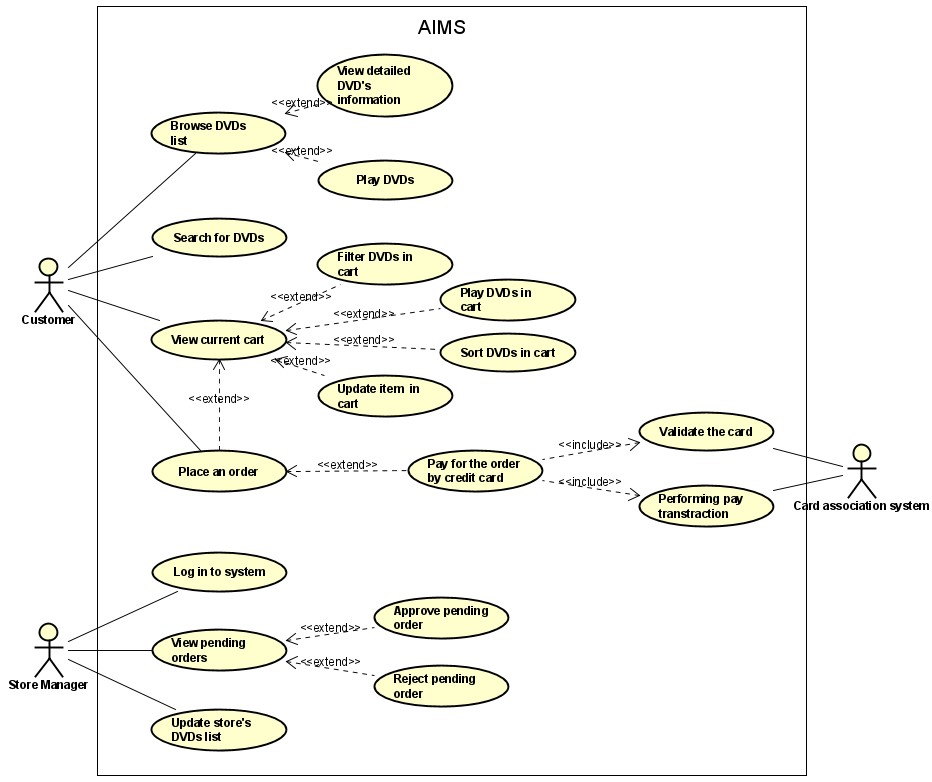 AIMS
View detailed
DVD's
information
<<extend>>
Browse DVDs
list
<<extend>>
Play DVDs
Search for DVDs
Filter DVDs in
cart
<<extend>>
Play DVDs in
cart
<<extend>>
Customer
View current cart
<<extend>>
Sort DVDs in cart
<<extend>>
Update item in
cart
<<extend>>
Validate the card
<<include>>
Place an order
<<extend>>
Pay for the order
by credit card
<<include>>
Performing pay
transtraction
Card association system
Log in to system
Approve pending
order
<<extend>>
View pending
orders
<<extend>>
Reject pending
order
Store Manager
Update store's
DVDs list